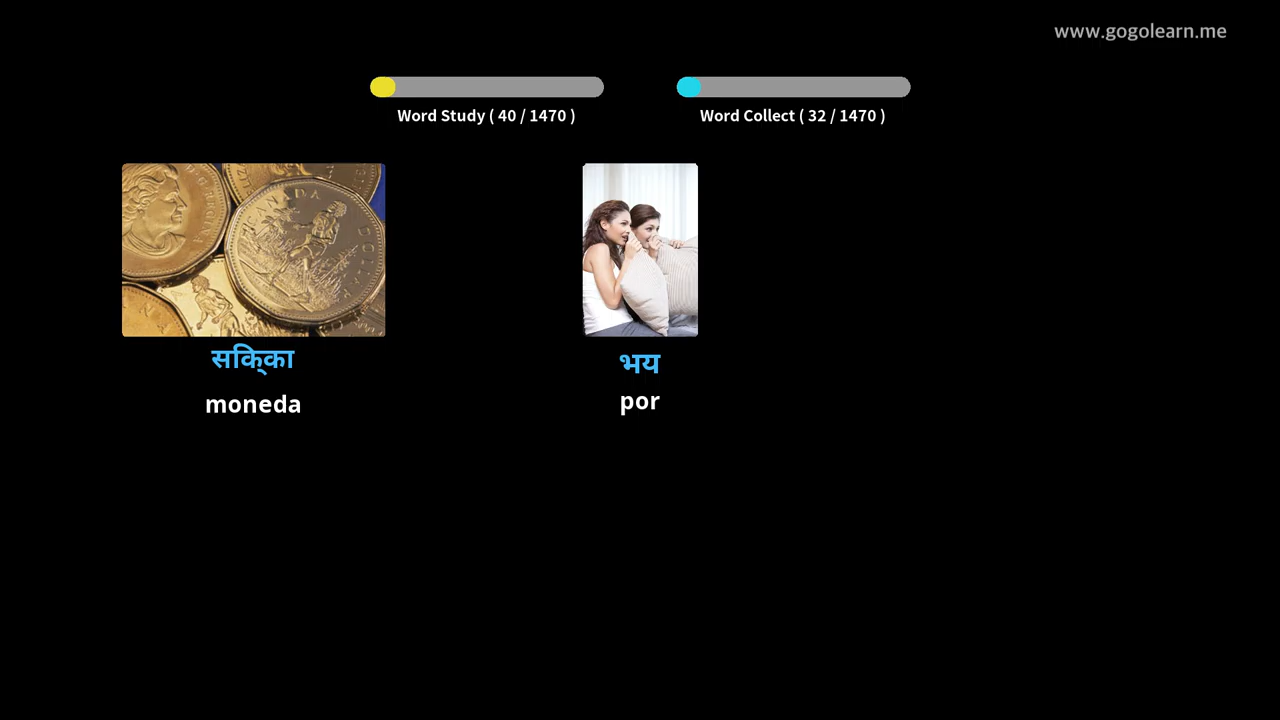 www.gogolearn.me
Word Study ( 40 / 1470 )
Word Collect ( 32 / 1470 )
सिक्का
moneda
भय
por